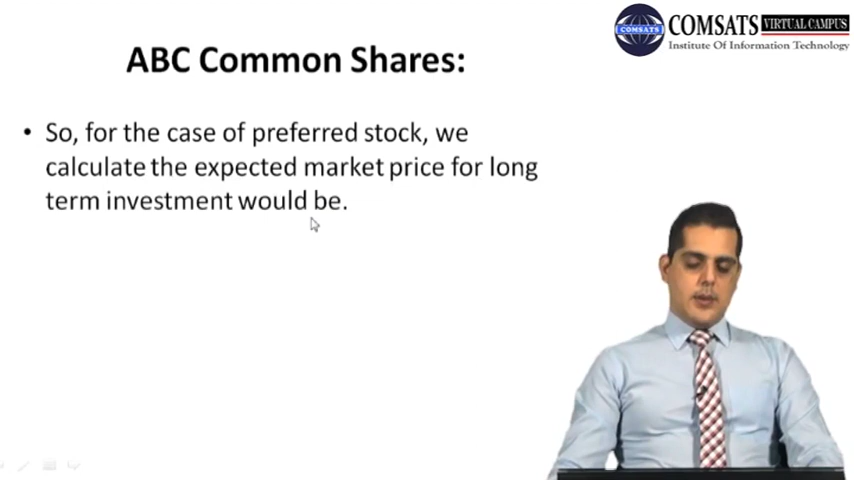 COMSATS VIRTUAL CAMPUS
COMSATS
Institute Of Information Technology
ABC Common Shares:
• So, for the case of preferred stock, we
calculate the expected market price for long
term investment would be.